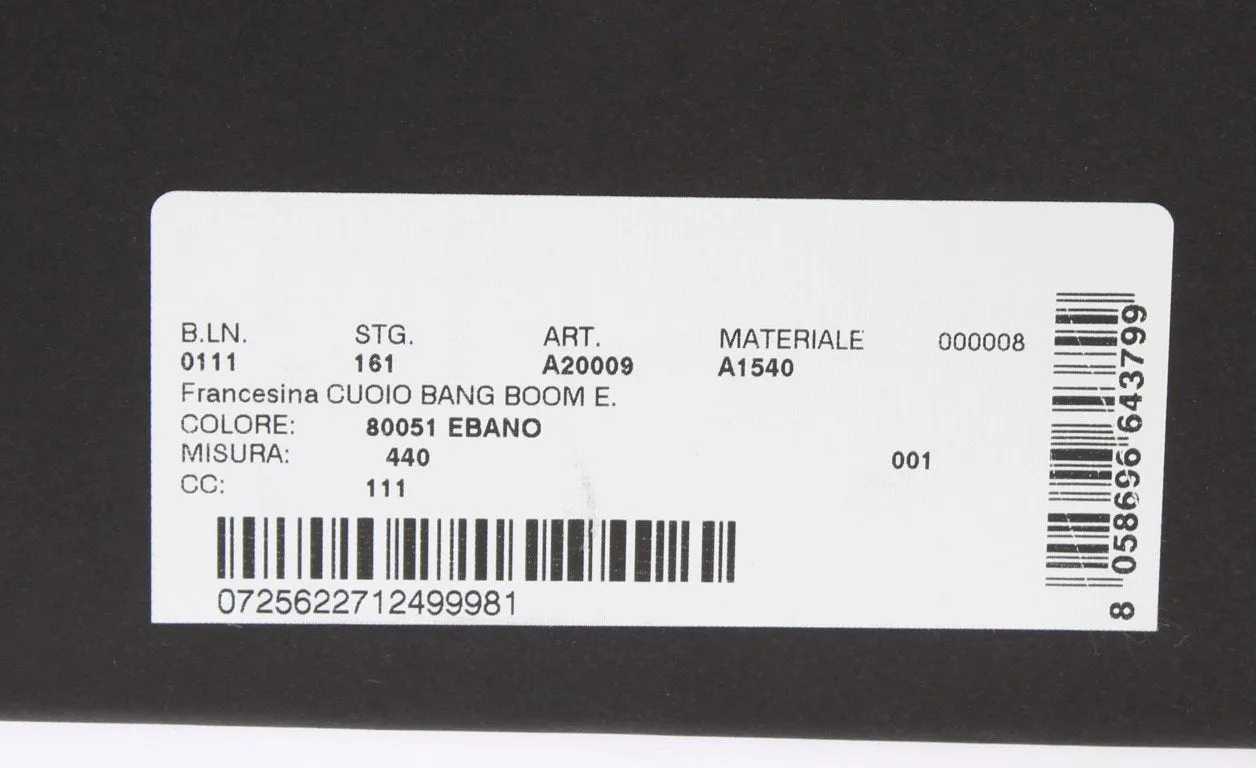 B.LN. STG. ART. MATERIALE 000008
0111 161 A20009 A1540
Francesina CUOIO BANG BOOM E.
COLORE: 80051 EBANO
MISURA: 440 001
CC: 111
0725622712499981
8 058696 643799